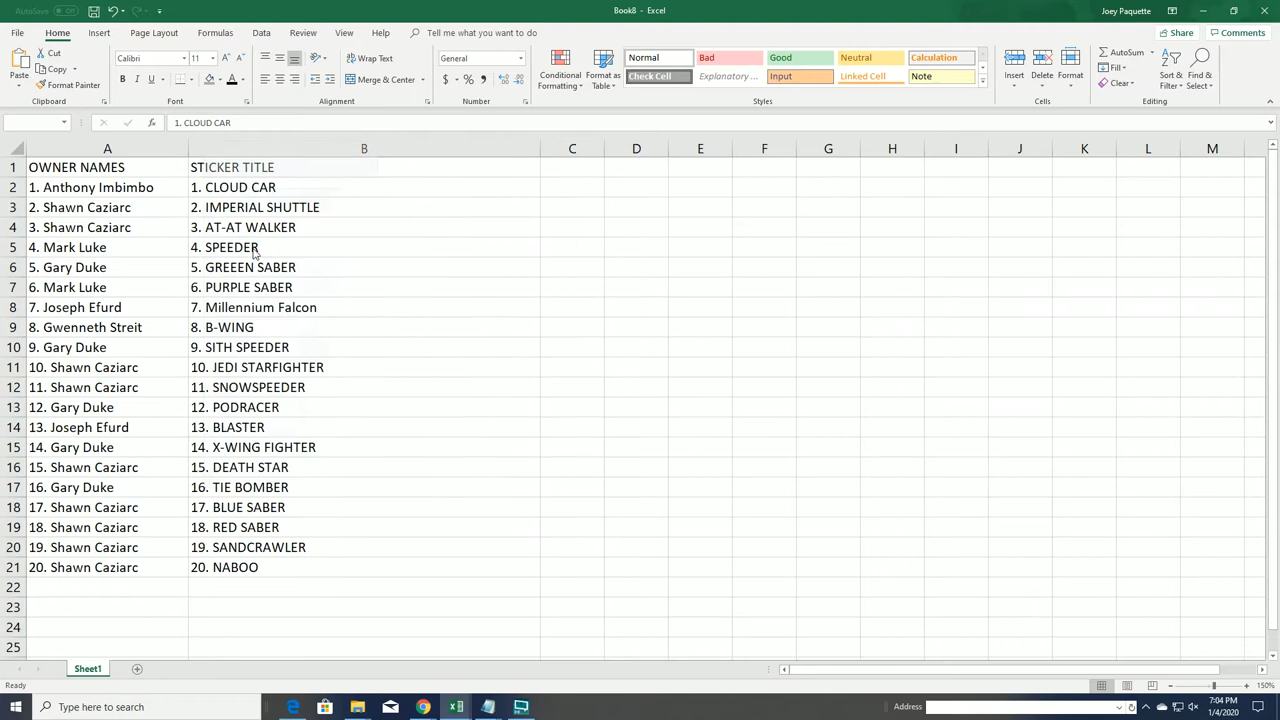 AutoSave Off Book8 - Excel Joey Paquette
File Home Insert Page Layout Formulas Data Review View Help Tell me what you want to do Share Comments
Cut
Copy
Format Painter
Paste
Clipboard
Calibri 11
B I U
Font
Wrap Text
Merge & Center
Alignment
General
$ % ,
Number
Conditional Formatting
Format as Table
Normal Bad Good Neutral Calculation
Check Cell Explanatory ... Input Linked Cell Note
Styles
Insert Delete Format
Cells
AutoSum
Fill
Clear
Sort & Filter
Find & Select
Editing
fx 1. CLOUD CAR
A B C D E F G H I J K L M
1 OWNER NAMES STICKER TITLE
2 1. Anthony Imbimbo 1. CLOUD CAR
3 2. Shawn Caziarc 2. IMPERIAL SHUTTLE
4 3. Shawn Caziarc 3. AT-AT WALKER
5 4. Mark Luke 4. SPEEDER
6 5. Gary Duke 5. GREEEN SABER
7 6. Mark Luke 6. PURPLE SABER
8 7. Joseph Efurd 7. Millennium Falcon
9 8. Gwenneth Streit 8. B-WING
10 9. Gary Duke 9. SITH SPEEDER
11 10. Shawn Caziarc 10. JEDI STARFIGHTER
12 11. Shawn Caziarc 11. SNOWSPEEDER
13 12. Gary Duke 12. PODRACER
14 13. Joseph Efurd 13. BLASTER
15 14. Gary Duke 14. X-WING FIGHTER
16 15. Shawn Caziarc 15. DEATH STAR
17 16. Gary Duke 16. TIE BOMBER
18 17. Shawn Caziarc 17. BLUE SABER
19 18. Shawn Caziarc 18. RED SABER
20 19. Shawn Caziarc 19. SANDCRAWLER
21 20. Shawn Caziarc 20. NABOO
22
23
24
25
Sheet1
Ready 150%
Type here to search Address 7:04 PM
1/4/2020